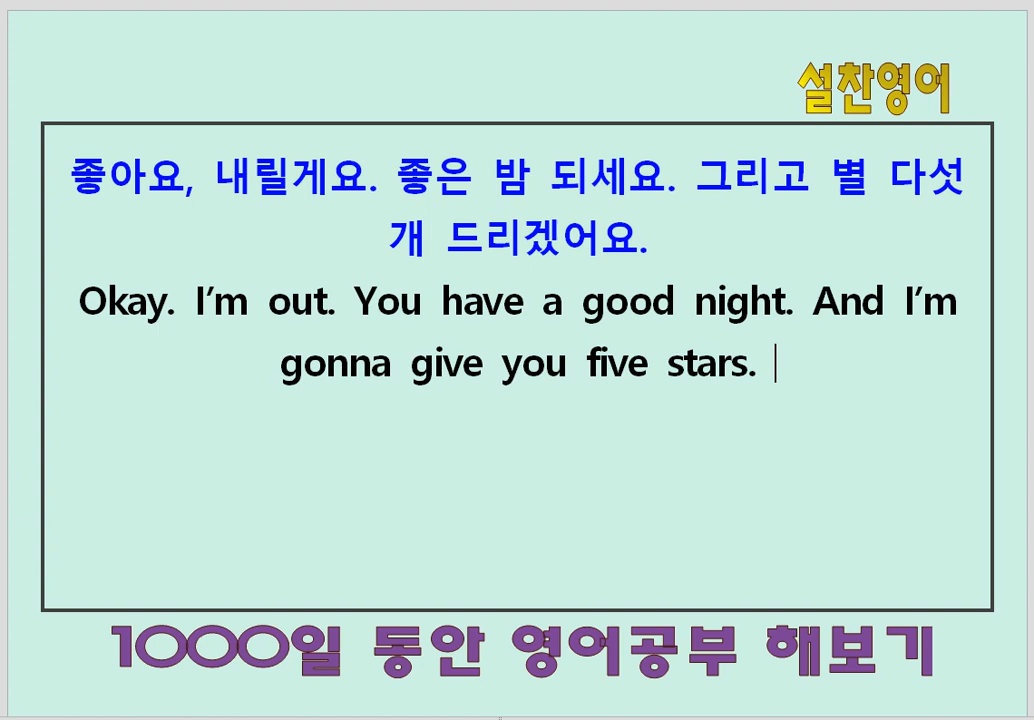 설찬영어
좋아요, 내릴게요. 좋은 밤 되세요. 그리고 별 다섯
개 드리겠어요.
Okay. I’m out. You have a good night. And I’m
gonna give you five stars.
1000일 동안 영어공부 해보기